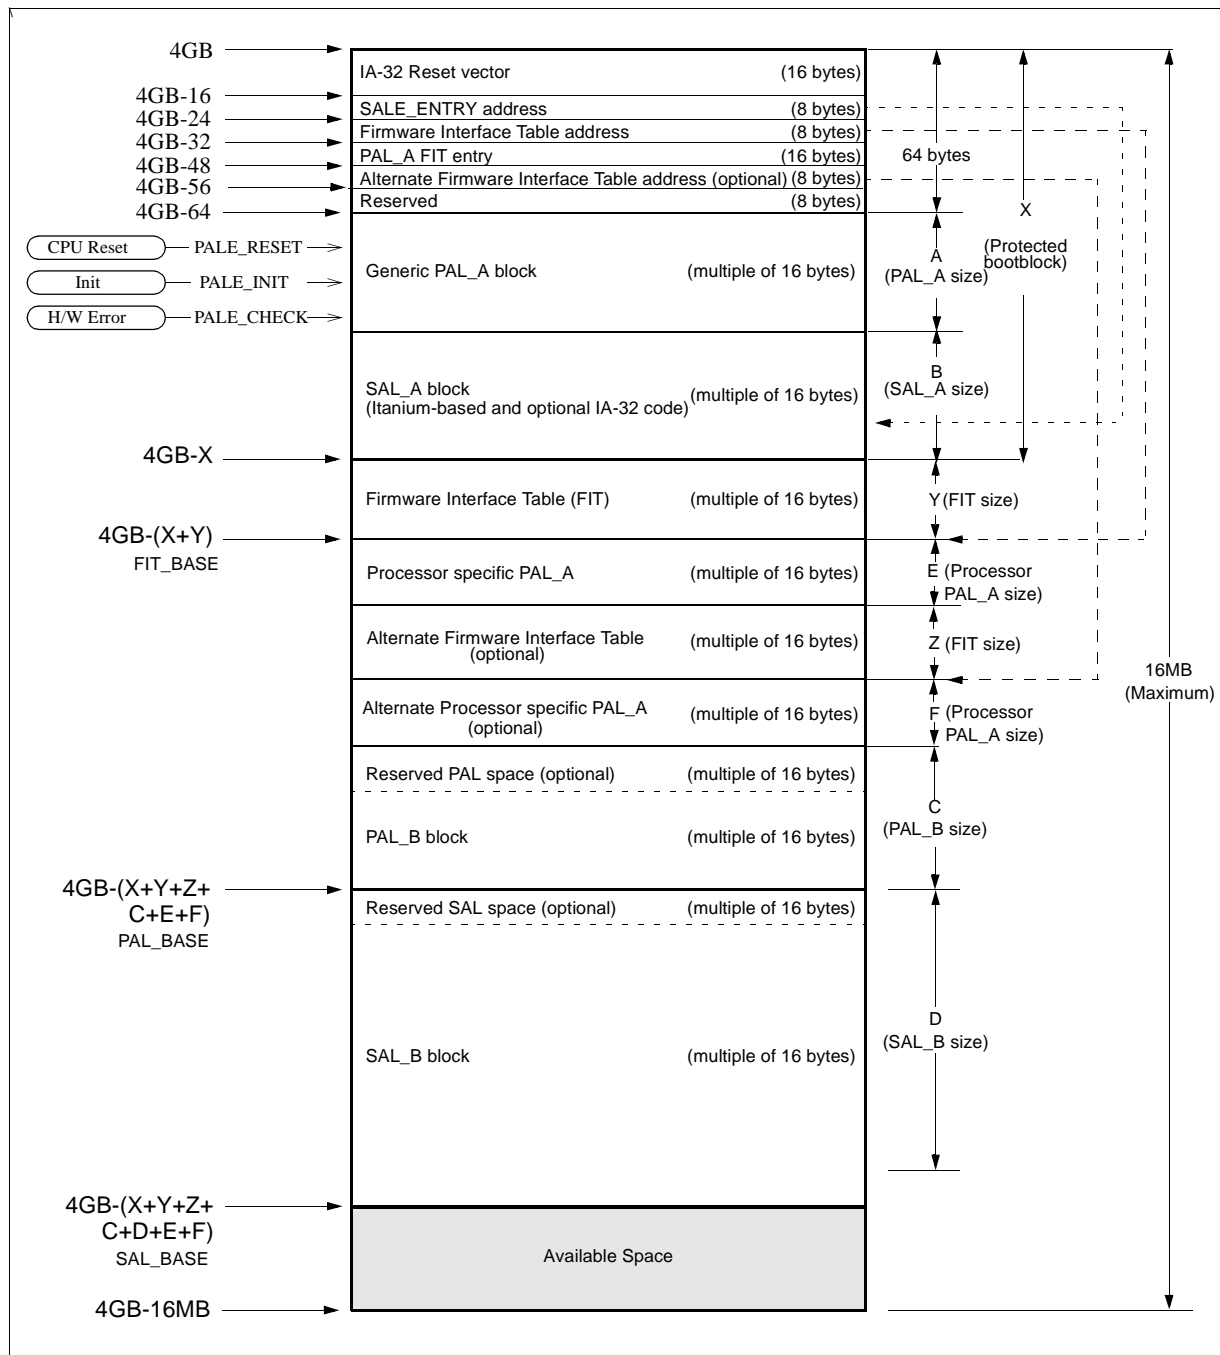 4GB
IA-32 Reset vector (16 bytes)
4GB-16
SALE_ENTRY address (8 bytes)
4GB-24
Firmware Interface Table address (8 bytes)
4GB-32
PAL_A FIT entry (16 bytes)
64 bytes
4GB-48
Alternate Firmware Interface Table address (optional) (8 bytes)
4GB-56
Reserved (8 bytes)
4GB-64
X
(Protected
bootblock)
CPU Reset PALE_RESET
Init PALE_INIT
H/W Error PALE_CHECK
Generic PAL_A block (multiple of 16 bytes)
A
(PAL_A size)
SAL_A block (multiple of 16 bytes)
(Itanium-based and optional IA-32 code)
B
(SAL_A size)
4GB-X
Firmware Interface Table (FIT) (multiple of 16 bytes)
Y (FIT size)
4GB-(X+Y)
FIT_BASE
Processor specific PAL_A (multiple of 16 bytes)
E (Processor
PAL_A size)
Alternate Firmware Interface Table (multiple of 16 bytes)
(optional)
Z (FIT size)
16MB
(Maximum)
Alternate Processor specific PAL_A (multiple of 16 bytes)
(optional)
F (Processor
PAL_A size)
Reserved PAL space (optional) (multiple of 16 bytes)
PAL_B block (multiple of 16 bytes)
C
(PAL_B size)
4GB-(X+Y+Z+
C+E+F)
PAL_BASE
Reserved SAL space (optional) (multiple of 16 bytes)
SAL_B block (multiple of 16 bytes)
D
(SAL_B size)
4GB-(X+Y+Z+
C+D+E+F)
SAL_BASE
Available Space
4GB-16MB